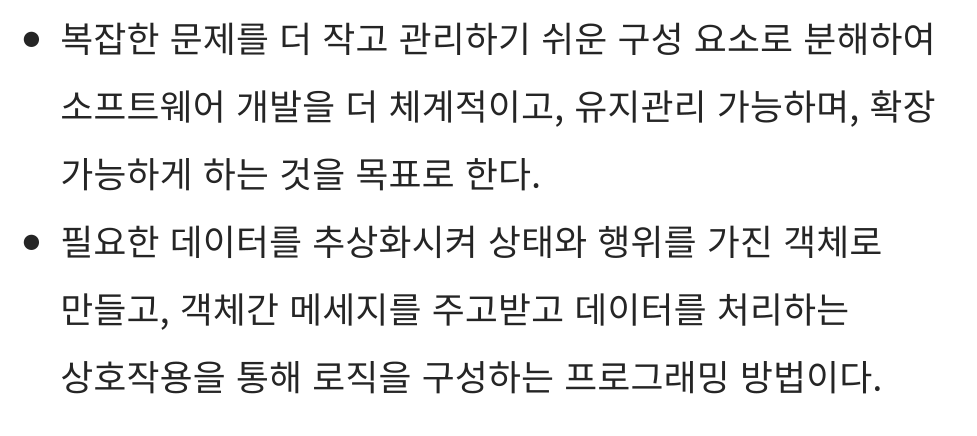 • 복잡한 문제를 더 작고 관리하기 쉬운 구성 요소로 분해하여
소프트웨어 개발을 더 체계적이고, 유지관리 가능하며, 확장
가능하게 하는 것을 목표로 한다.
• 필요한 데이터를 추상화시켜 상태와 행위를 가진 객체로
만들고, 객체간 메세지를 주고받고 데이터를 처리하는
상호작용을 통해 로직을 구성하는 프로그래밍 방법이다.